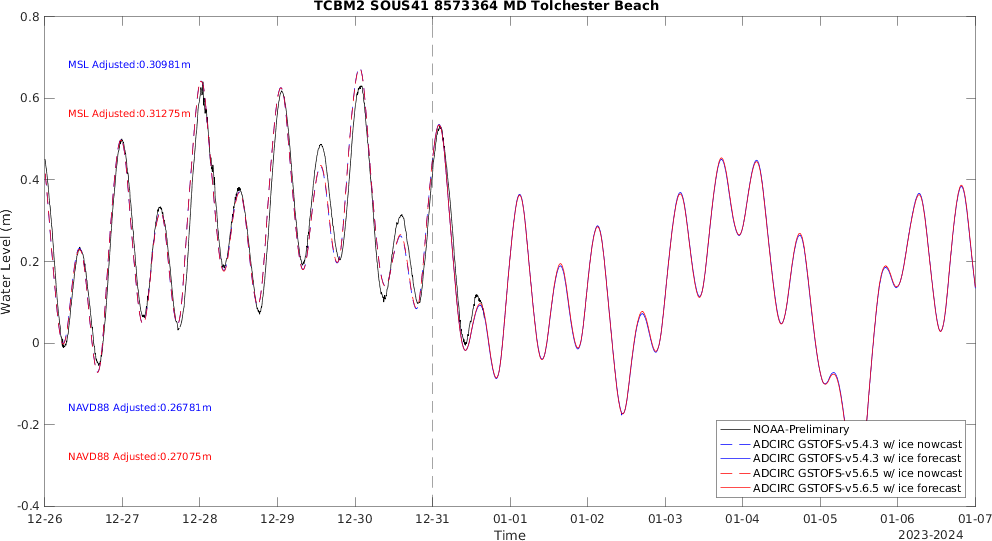 TCBM2 SOUS41 8573364 MD Tolchester Beach
0.8
0.6
0.4
0.2
0
-0.2
-0.4
Water Level (m)
MSL Adjusted:0.30981m
MSL Adjusted:0.31275m
NAVD88 Adjusted:0.26781m
NAVD88 Adjusted:0.27075m
NOAA-Preliminary
ADCIRC GSTOFS-v5.4.3 w/ ice nowcast
ADCIRC GSTOFS-v5.4.3 w/ ice forecast
ADCIRC GSTOFS-v5.6.5 w/ ice nowcast
ADCIRC GSTOFS-v5.6.5 w/ ice forecast
12-26 12-27 12-28 12-29 12-30 12-31 01-01 01-02 01-03 01-04 01-05 01-06 01-07
Time
2023-2024